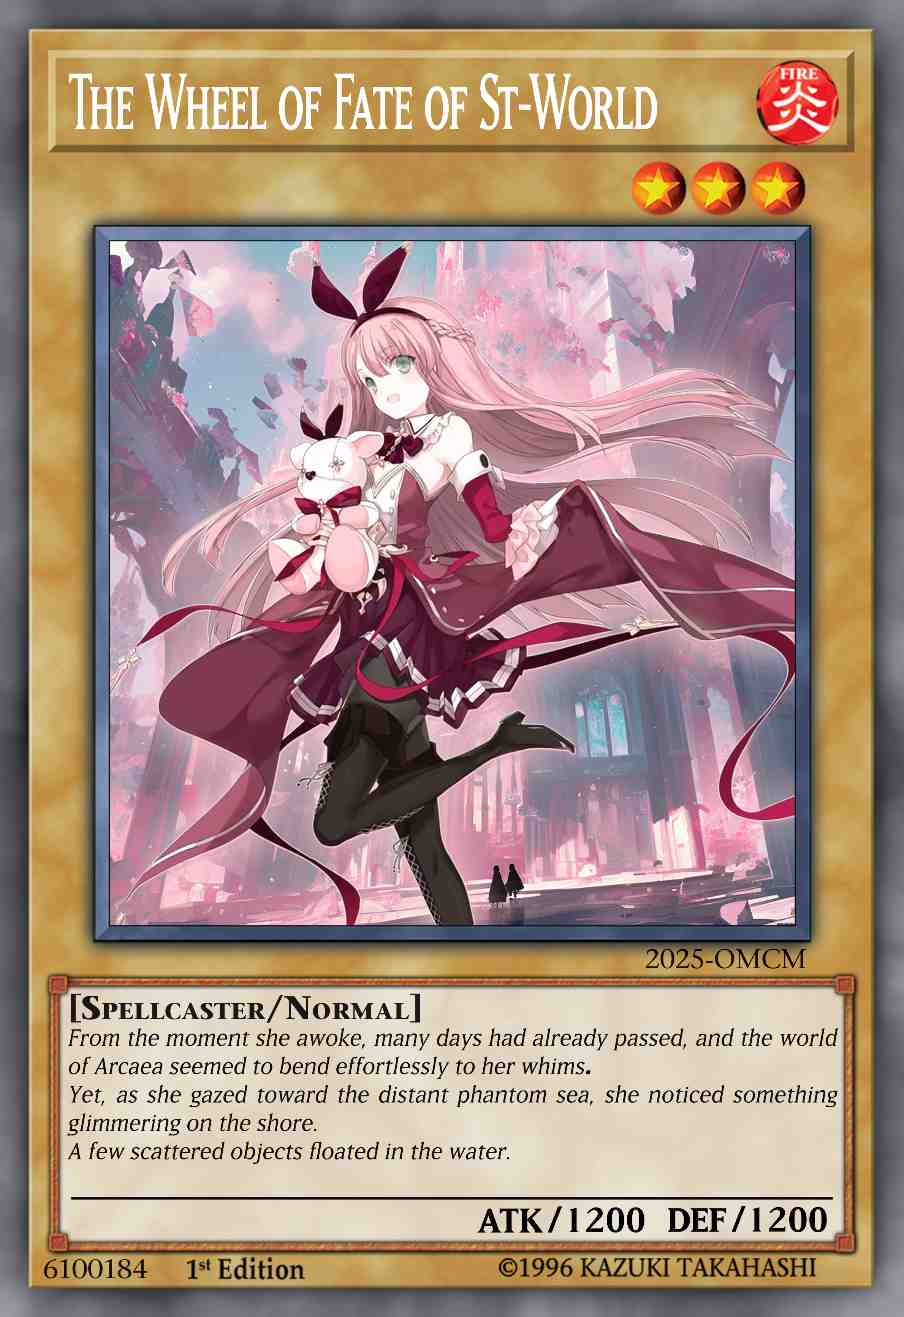 The Wheel of Fate of St-World
FIRE
炎
2025-OMCM
[Spellcaster/Normal]
From the moment she awoke, many days had already passed, and the world
of Arcaea seemed to bend effortlessly to her whims.
Yet, as she gazed toward the distant phantom sea, she noticed something
glimmering on the shore.
A few scattered objects floated in the water.
ATK/1200 DEF/1200
6100184 1st Edition ©1996 KAZUKI TAKAHASHI